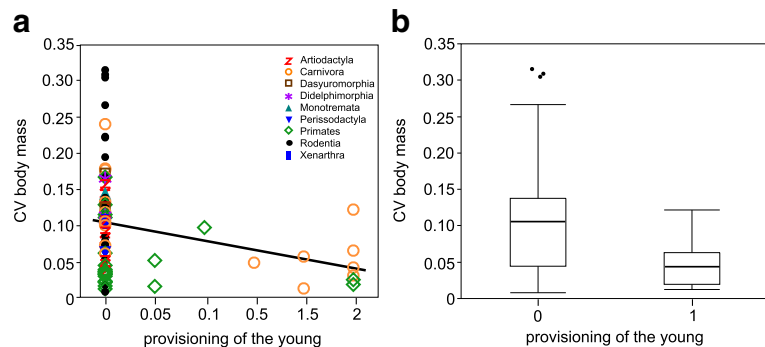 a
CV body mass
0.35
0.30
0.25
0.20
0.15
0.10
0.05
0
0
0.05
0.1
0.5
1.5
2
provisioning of the young
Artiodactyla
Carnivora
Dasyuromorphia
Didelphimorphia
Monotremata
Perissodactyla
Primates
Rodentia
Xenarthra
b
CV body mass
0.35
0.30
0.25
0.20
0.15
0.10
0.05
0
0
1
provisioning of the young